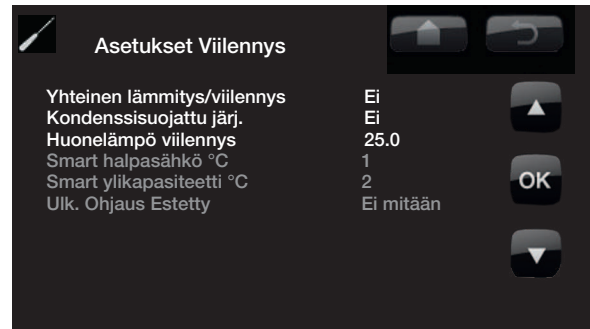 Asetukset Viilennys
Yhteinen lämmitys/viilennys Ei
Kondenssisuojattu järj. Ei
Huonelämpö viilennys 25.0
Smart halpasähkö °C 1
Smart ylikapasiteetti °C 2
Ulk. Ohjaus Estetty Ei mitään
OK